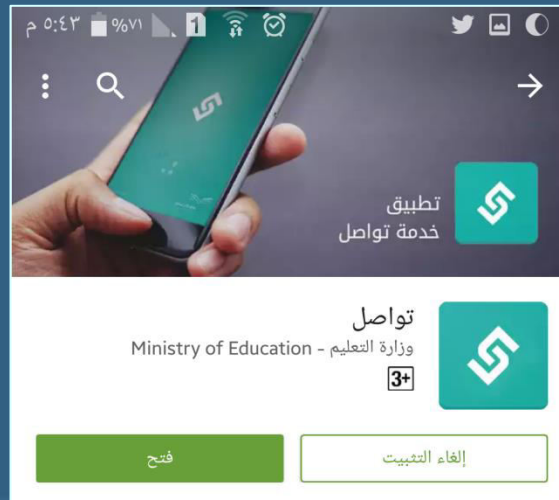 ٥:٤٣ م ٧١% 1
تطبيق
خدمة تواصل
تواصل
وزارة التعليم - Ministry of Education
3+
إلغاء التثبيت
فتح